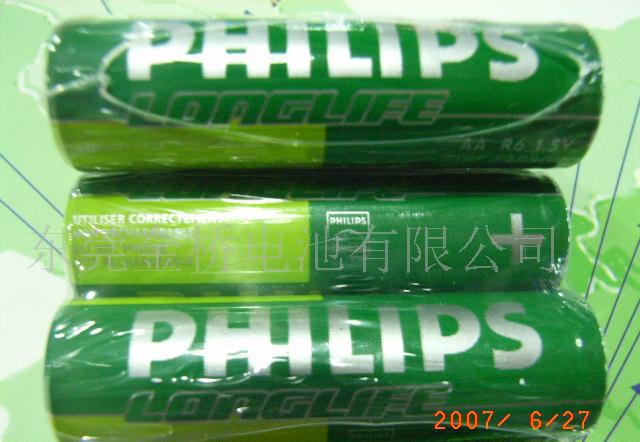 PHILIPS
LONGLIFE
AA R6 1.5V
UTILISER CORRECTEMENT
PHILIPS
+
东莞金桥电池有限公司
PHILIPS
LONGLIFE
2007/ 6/27